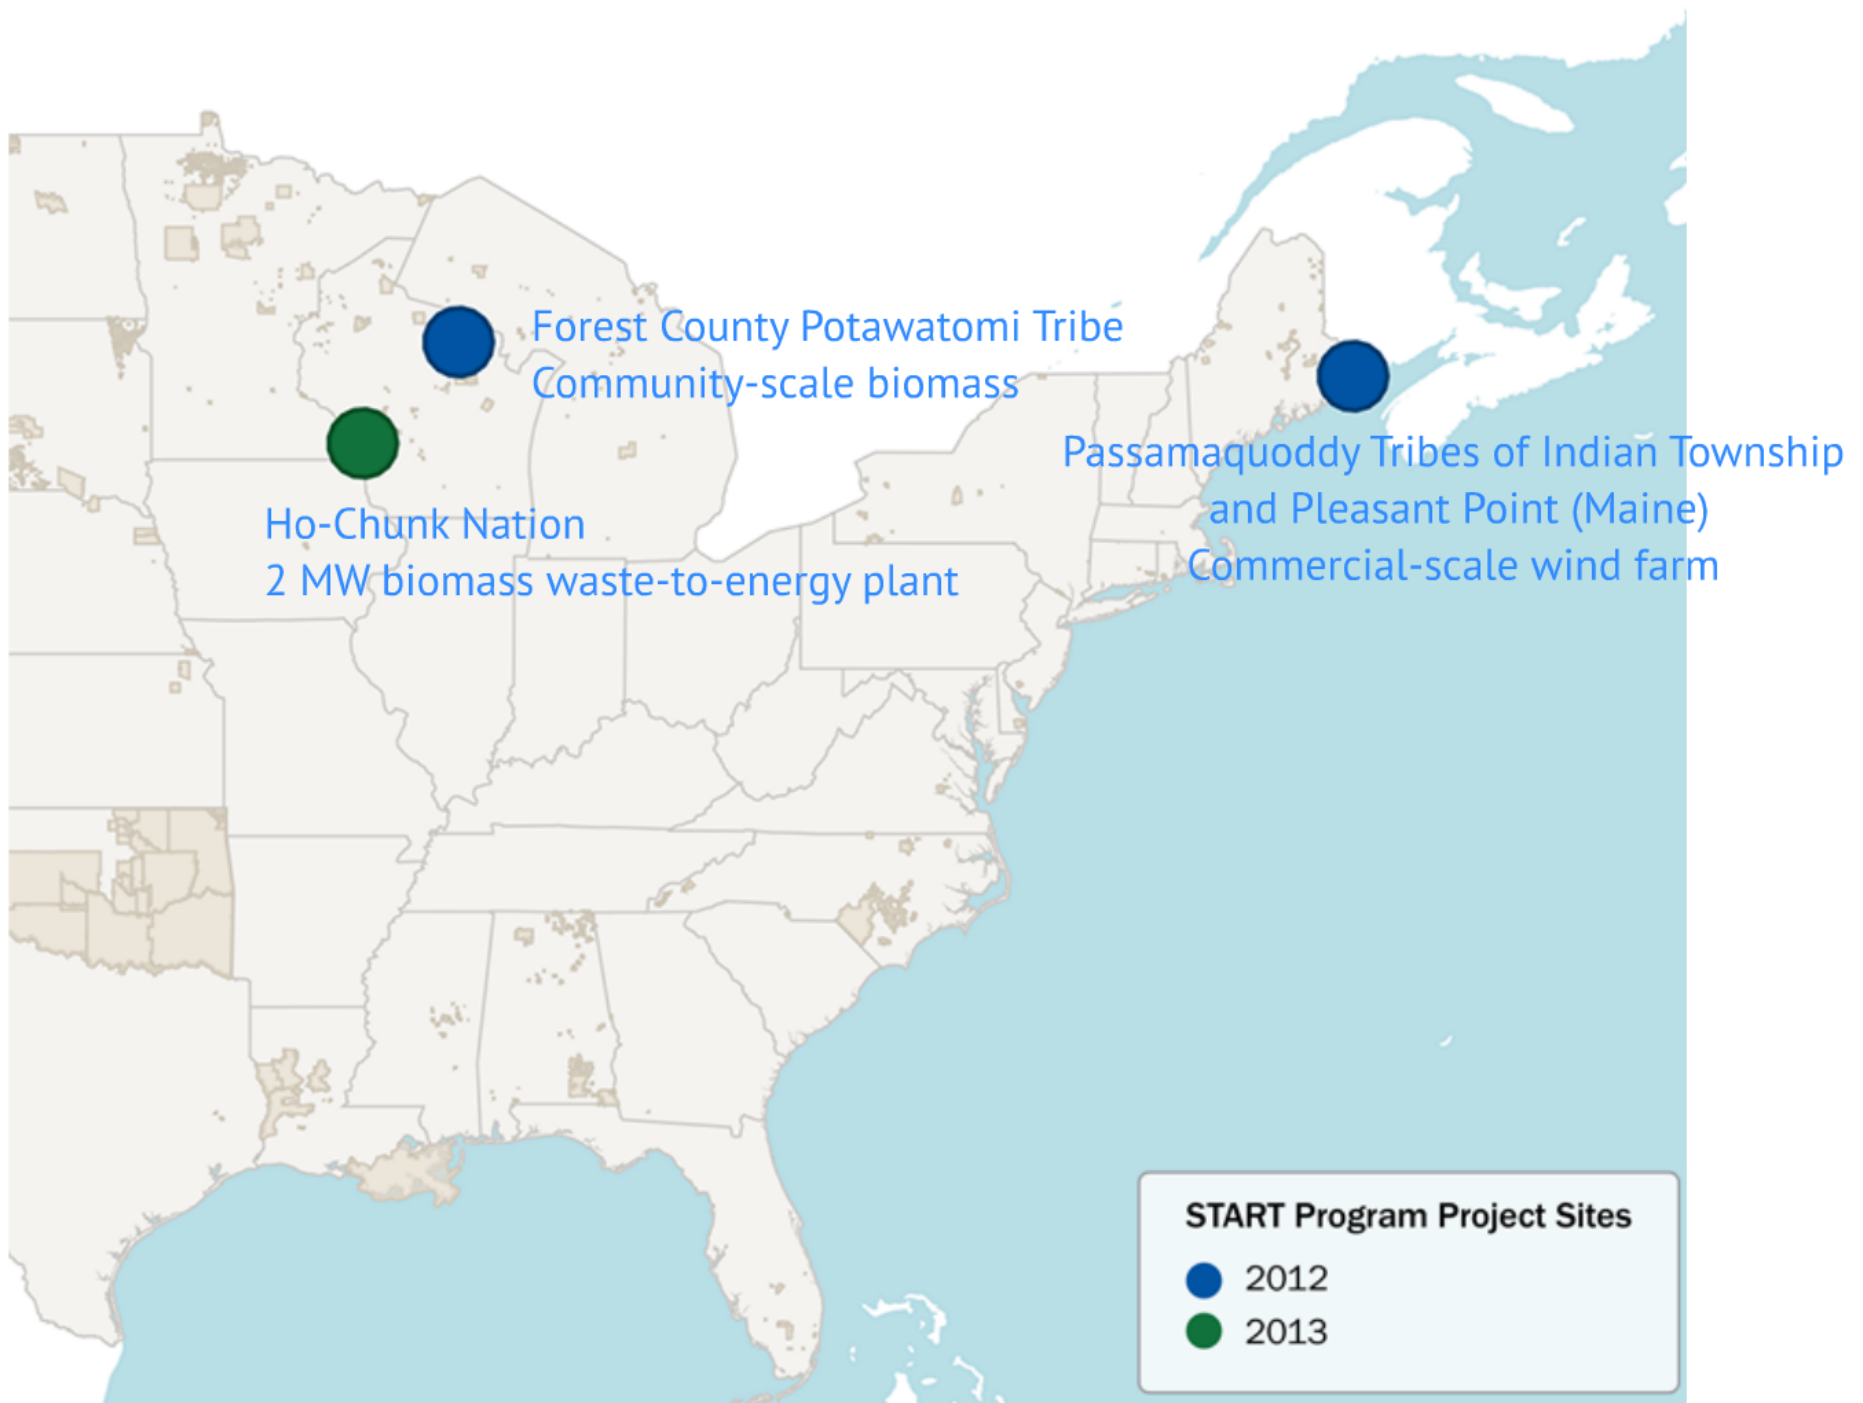 Forest County Potawatomi Tribe
Community-scale biomass
Passamaquoddy Tribes of Indian Township
and Pleasant Point (Maine)
Commercial-scale wind farm
Ho-Chunk Nation
2 MW biomass waste-to-energy plant
START Program Project Sites
2012
2013